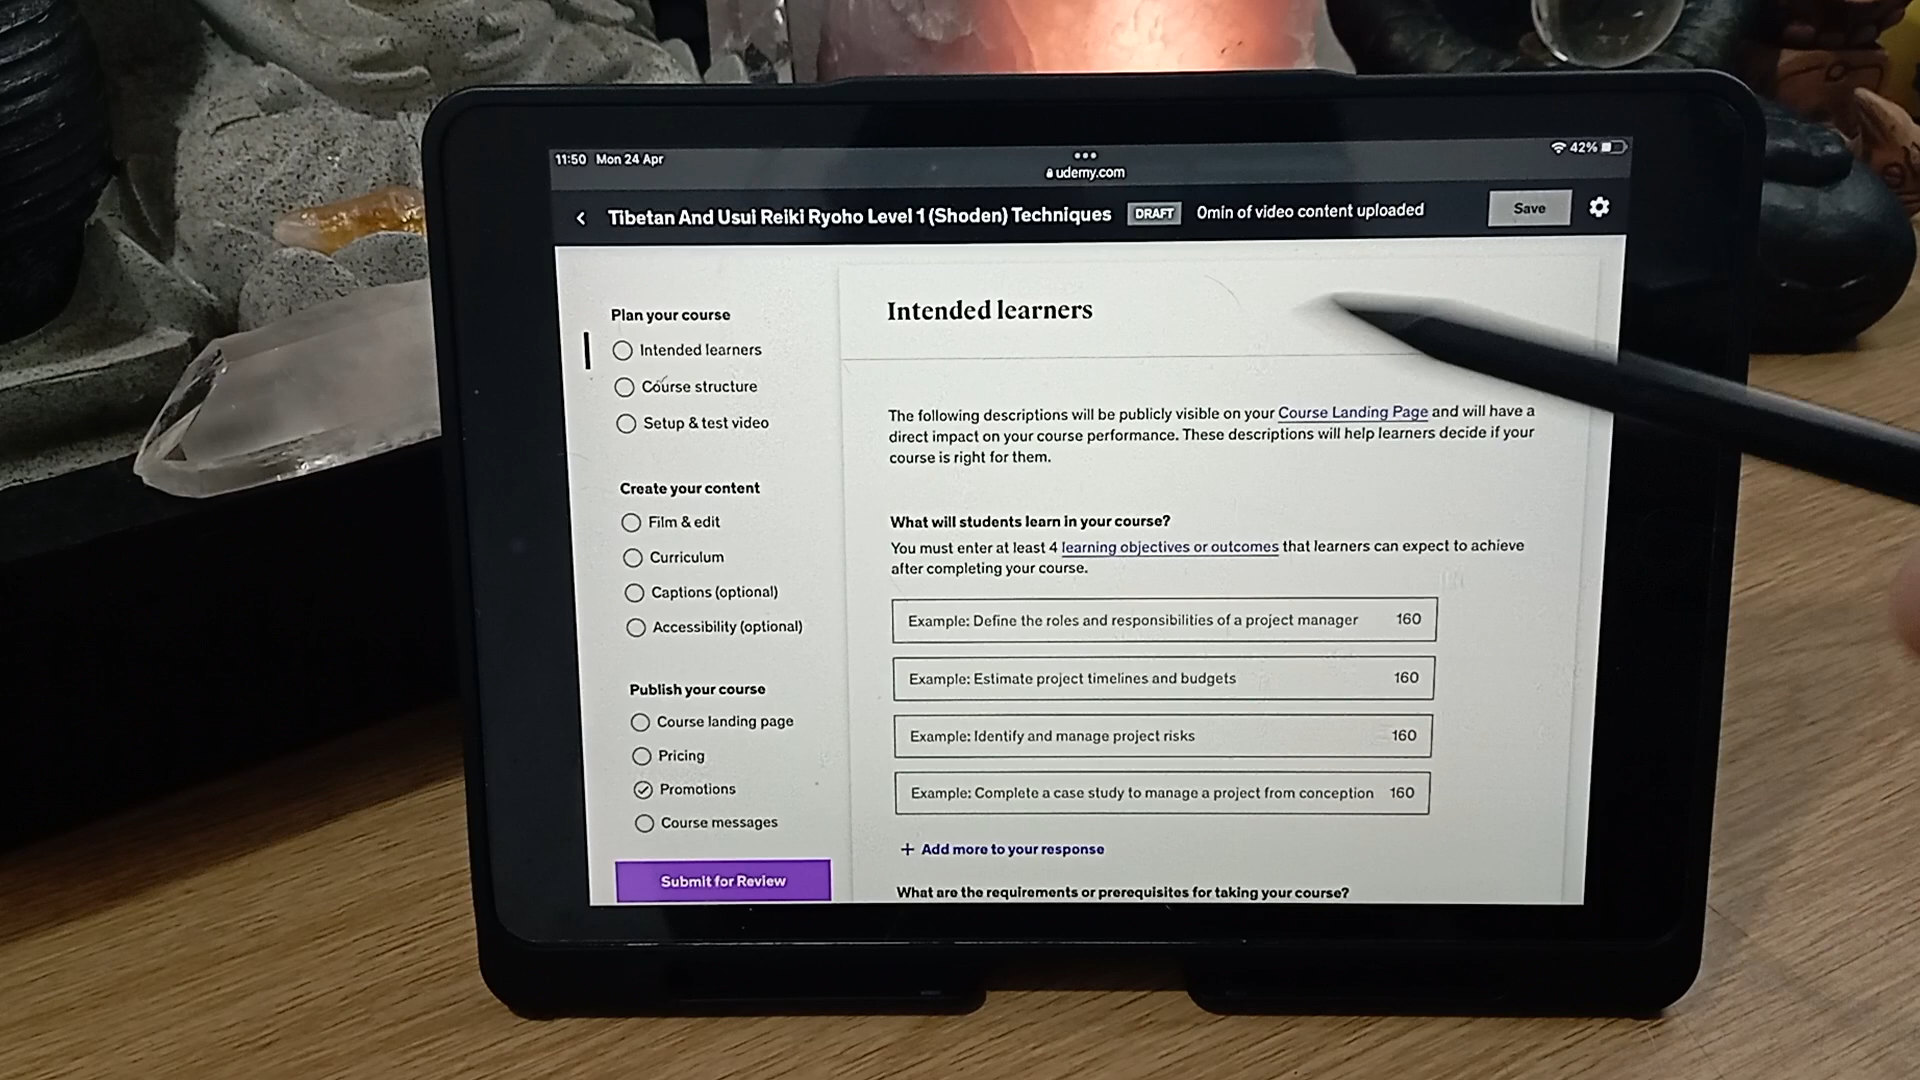 11:50 Mon 24 Apr
42%
udemy.com
Tibetan And Usui Reiki Ryoho Level 1 (Shoden) Techniques DRAFT 0min of video content uploaded Save
Plan your course
Intended learners
Course structure
Setup & test video
Create your content
Film & edit
Curriculum
Captions (optional)
Accessibility (optional)
Publish your course
Course landing page
Pricing
Promotions
Course messages
Submit for Review
Intended learners
The following descriptions will be publicly visible on your Course Landing Page and will have a
direct impact on your course performance. These descriptions will help learners decide if your
course is right for them.
What will students learn in your course?
You must enter at least 4 learning objectives or outcomes that learners can expect to achieve
after completing your course.
Example: Define the roles and responsibilities of a project manager 160
Example: Estimate project timelines and budgets 160
Example: Identify and manage project risks 160
Example: Complete a case study to manage a project from conception 160
+ Add more to your response
What are the requirements or prerequisites for taking your course?